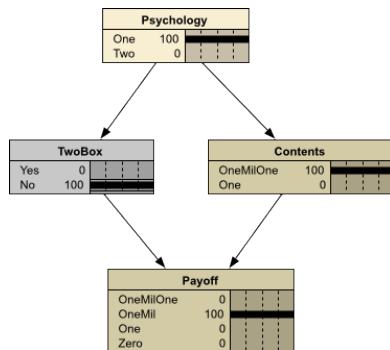 Psychology
One 100
Two 0
TwoBox
Yes 0
No 100
Contents
OneMilOne 100
One 0
Payoff
OneMilOne 0
OneMil 100
One 0
Zero 0